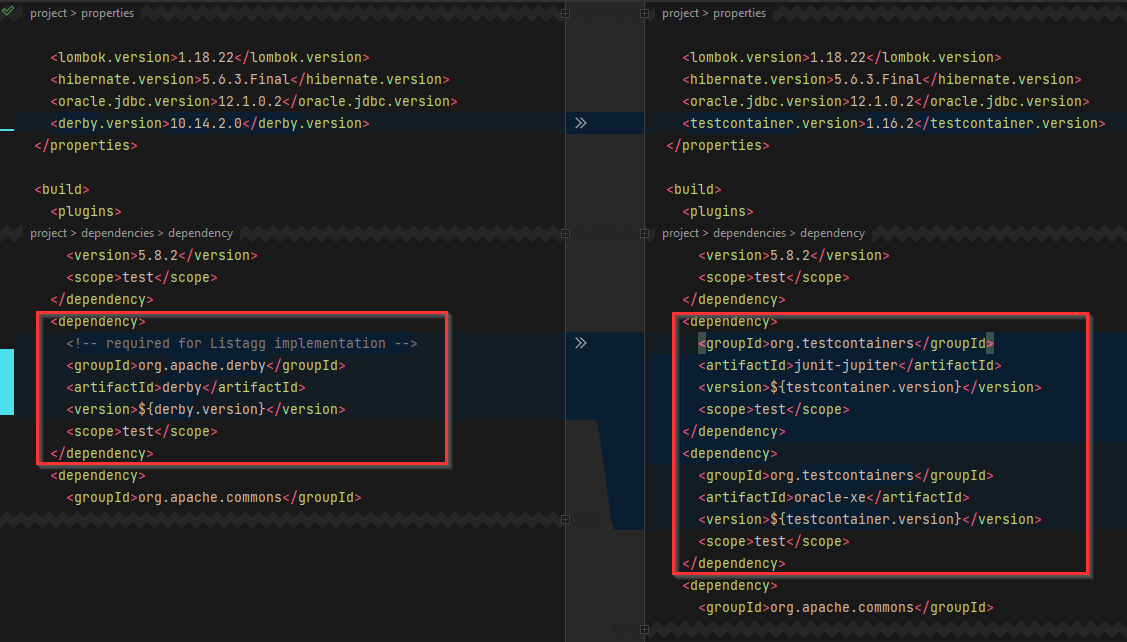 project > properties
<lombok.version>1.18.22</lombok.version>
<hibernate.version>5.6.3.Final</hibernate.version>
<oracle.jdbc.version>12.1.0.2</oracle.jdbc.version>
<derby.version>10.14.2.0</derby.version>
</properties>
<build>
<plugins>
project > dependencies > dependency
<version>5.8.2</version>
<scope>test</scope>
</dependency>
<dependency>
<!-- required for Listagg implementation -->
<groupId>org.apache.derby</groupId>
<artifactId>derby</artifactId>
<version>${derby.version}</version>
<scope>test</scope>
</dependency>
<dependency>
<groupId>org.apache.commons</groupId>
project > properties
<lombok.version>1.18.22</lombok.version>
<hibernate.version>5.6.3.Final</hibernate.version>
<oracle.jdbc.version>12.1.0.2</oracle.jdbc.version>
<testcontainer.version>1.16.2</testcontainer.version>
</properties>
<build>
<plugins>
project > dependencies > dependency
<version>5.8.2</version>
<scope>test</scope>
</dependency>
<dependency>
<groupId>org.testcontainers</groupId>
<artifactId>junit-jupiter</artifactId>
<version>${testcontainer.version}</version>
<scope>test</scope>
</dependency>
<dependency>
<groupId>org.testcontainers</groupId>
<artifactId>oracle-xe</artifactId>
<version>${testcontainer.version}</version>
<scope>test</scope>
</dependency>
<dependency>
<groupId>org.apache.commons</groupId>